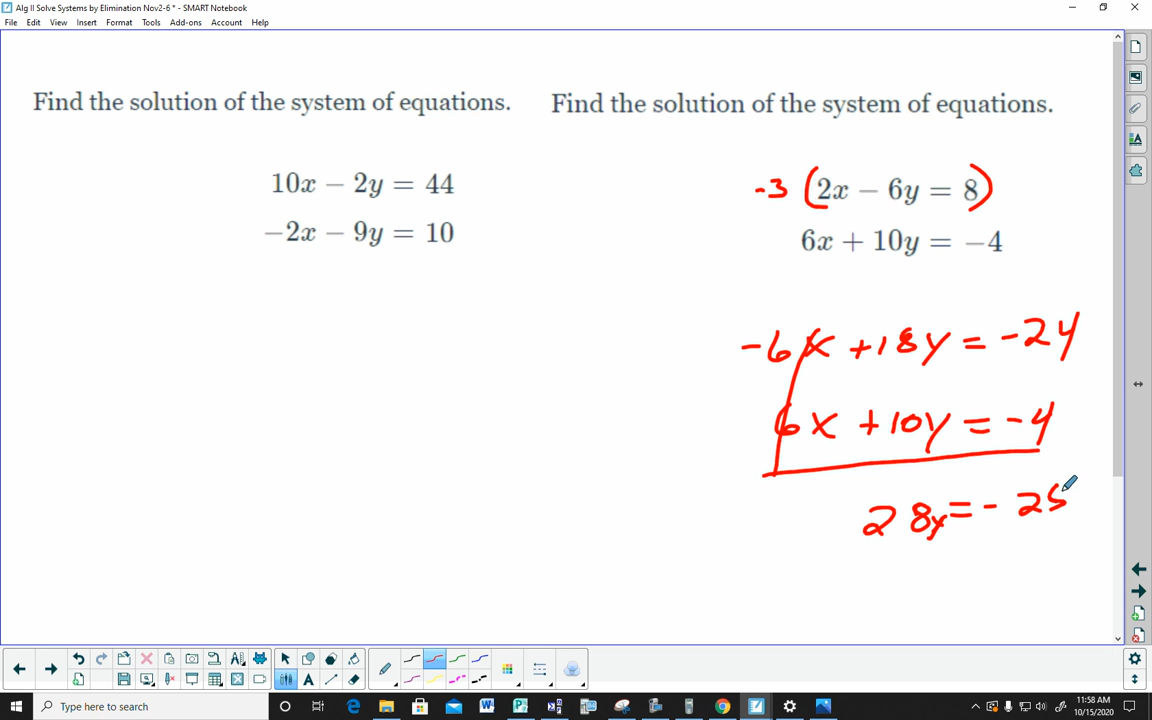 Alg II Solve Systems by Elimination Nov2-6 * - SMART Notebook
File Edit View Insert Format Tools Add-ons Account Help
Find the solution of the system of equations.
10x − 2y = 44
−2x − 9y = 10
Find the solution of the system of equations.
-3 (2x − 6y = 8)
6x + 10y = −4
-6x +18y = -24
6x +10y = -4
28y = -
Type here to search
11:58 AM
10/15/2020